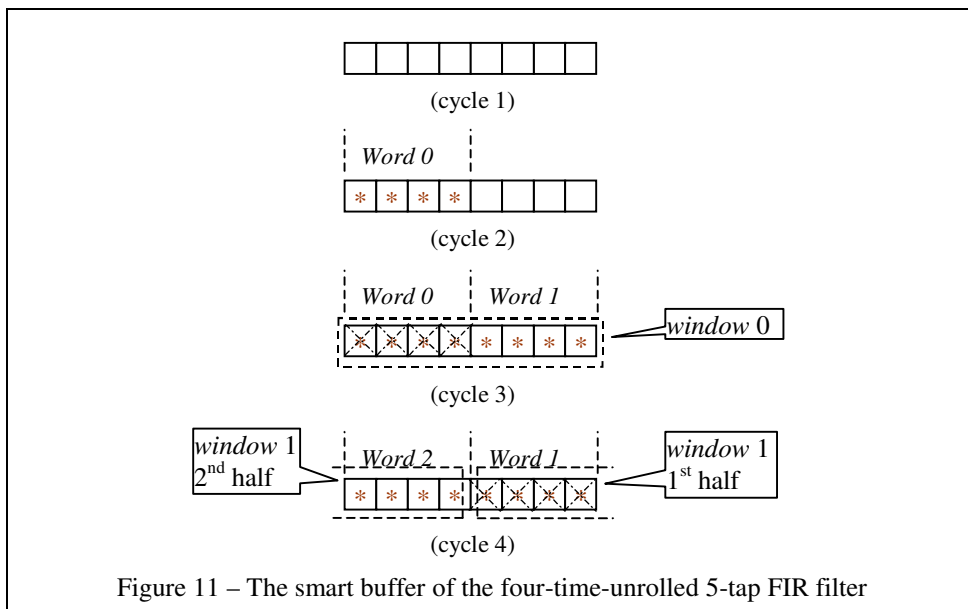 (cycle 1)
Word 0
* * * *
(cycle 2)
Word 0 Word 1
* * * * * * * *
window 0
(cycle 3)
window 1
2nd half
Word 2 Word 1
* * * * * * * *
window 1
1st half
(cycle 4)
Figure 11 – The smart buffer of the four-time-unrolled 5-tap FIR filter